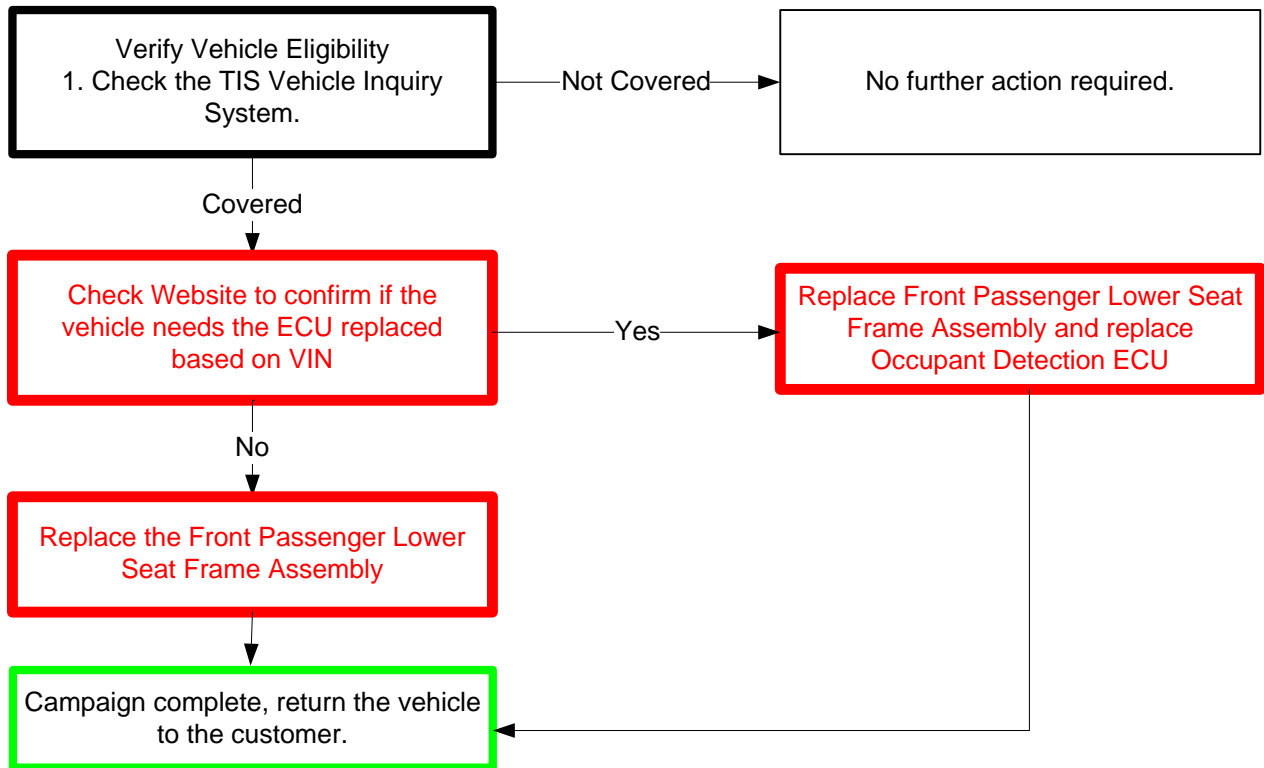 Verify Vehicle Eligibility
1. Check the TIS Vehicle Inquiry
System.
Not Covered
No further action required.
Covered
Check Website to confirm if the
vehicle needs the ECU replaced
based on VIN
Yes
Replace Front Passenger Lower Seat
Frame Assembly and replace
Occupant Detection ECU
No
Replace the Front Passenger Lower
Seat Frame Assembly
Campaign complete, return the vehicle
to the customer.